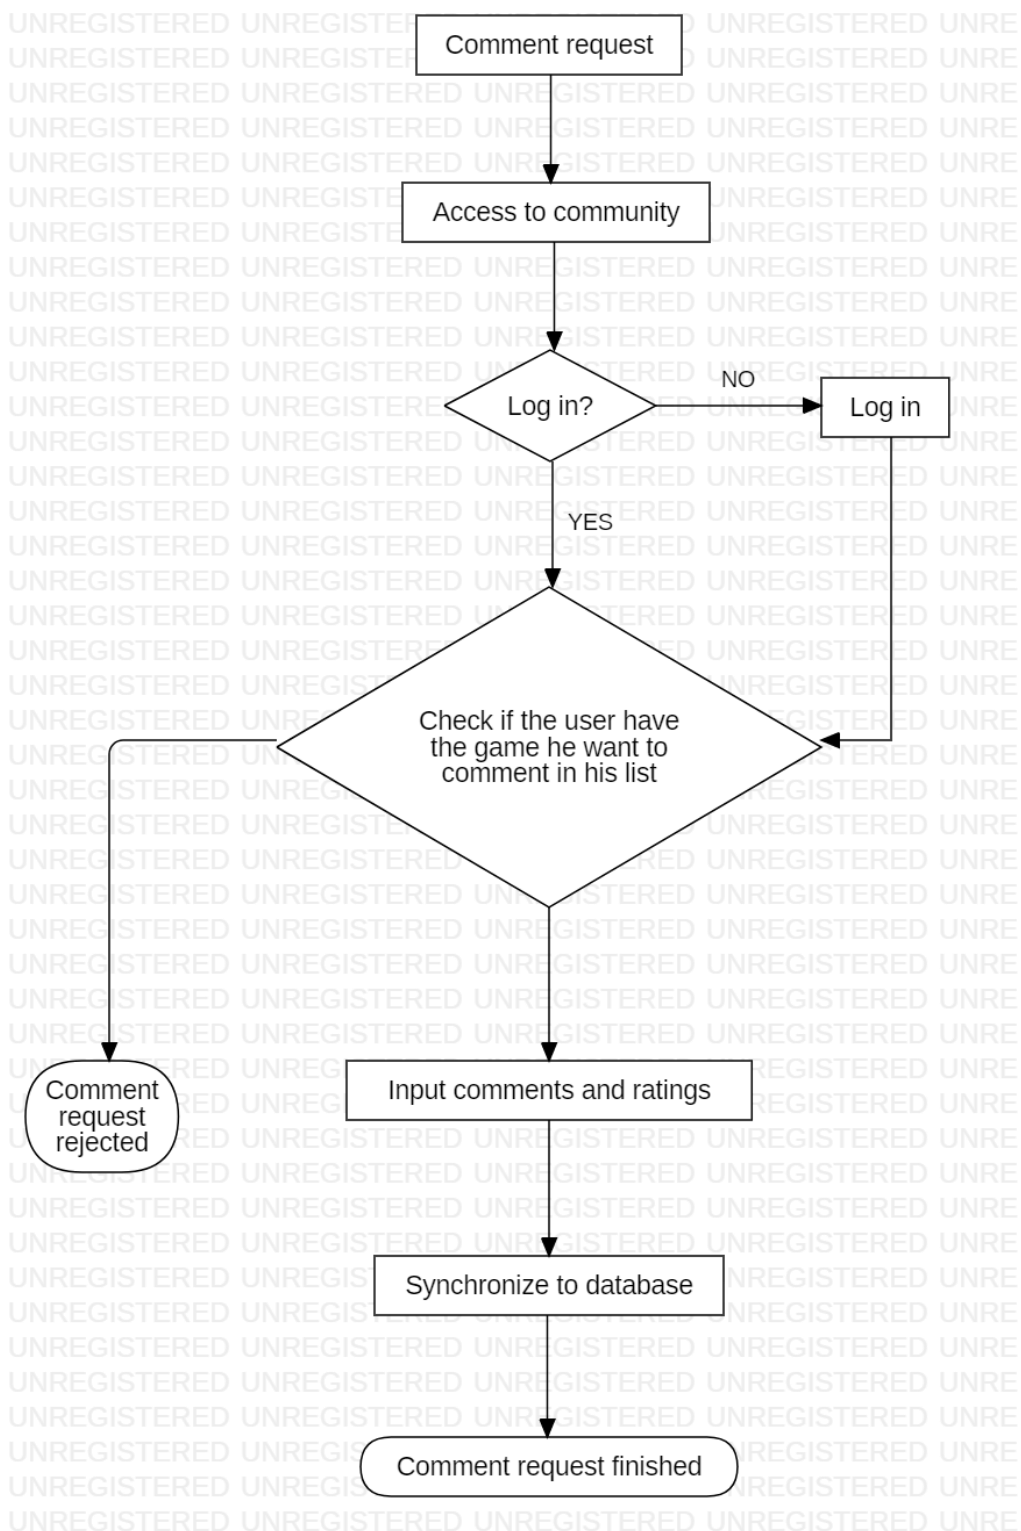 Comment request
Access to community
Log in?
NO
Log in
YES
Check if the user have
the game he want to
comment in his list
Comment
request
rejected
Input comments and ratings
Synchronize to database
Comment request finished
UNREGISTERED